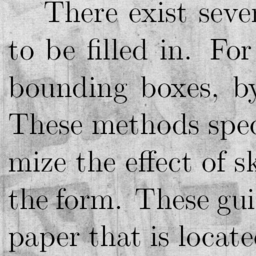 There exist sever
to be filled in. For
bounding boxes, by
These methods spec
mize the effect of sk
the form. These gui
paper that is locate